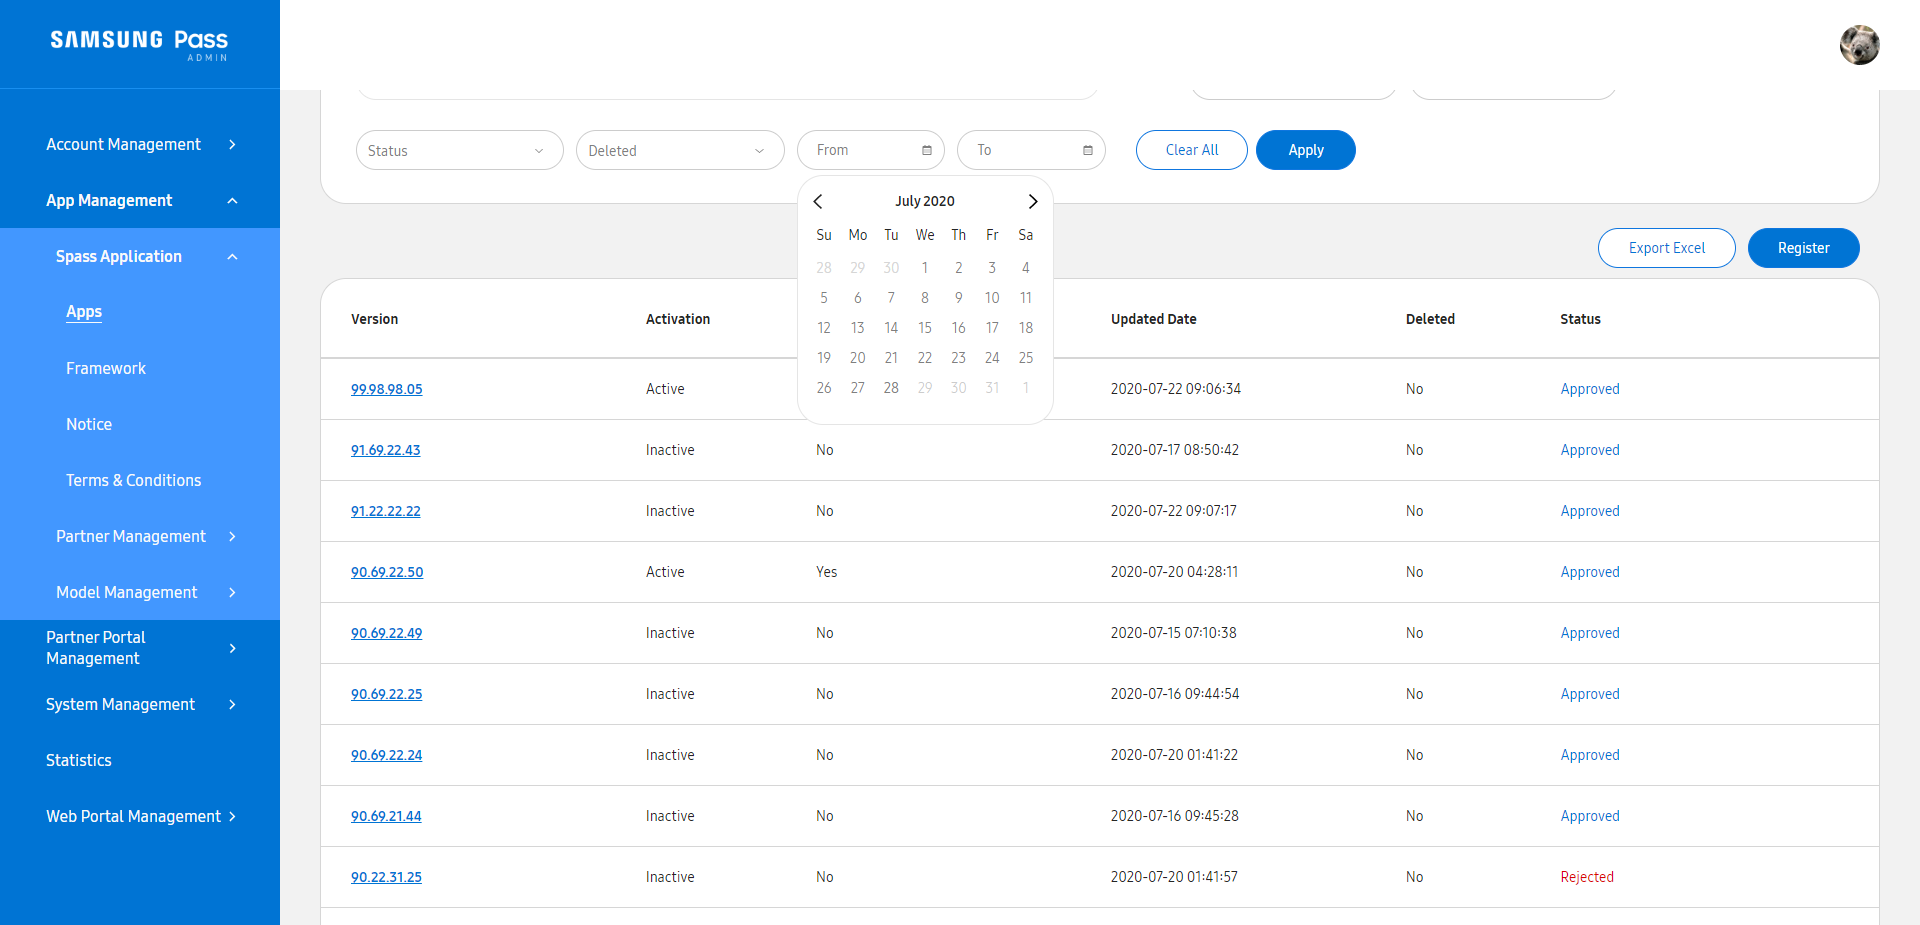 SAMSUNG Pass
ADMIN
Account Management
App Management
Spass Application
Apps
Framework
Notice
Terms & Conditions
Partner Management
Model Management
Partner Portal
Management
System Management
Statistics
Web Portal Management
Status
Deleted
From
To
Clear All
Apply
July 2020
Su Mo Tu We Th Fr Sa
28 29 30 1 2 3 4
5 6 7 8 9 10 11
12 13 14 15 16 17 18
19 20 21 22 23 24 25
26 27 28 29 30 31 1
Export Excel
Register
Version Activation Updated Date Deleted Status
99.98.98.05 Active 2020-07-22 09:06:34 No Approved
91.69.22.43 Inactive No 2020-07-17 08:50:42 No Approved
91.22.22.22 Inactive No 2020-07-22 09:07:17 No Approved
90.69.22.50 Active Yes 2020-07-20 04:28:11 No Approved
90.69.22.49 Inactive No 2020-07-15 07:10:38 No Approved
90.69.22.25 Inactive No 2020-07-16 09:44:54 No Approved
90.69.22.24 Inactive No 2020-07-20 01:41:22 No Approved
90.69.21.44 Inactive No 2020-07-16 09:45:28 No Approved
90.22.31.25 Inactive No 2020-07-20 01:41:57 No Rejected